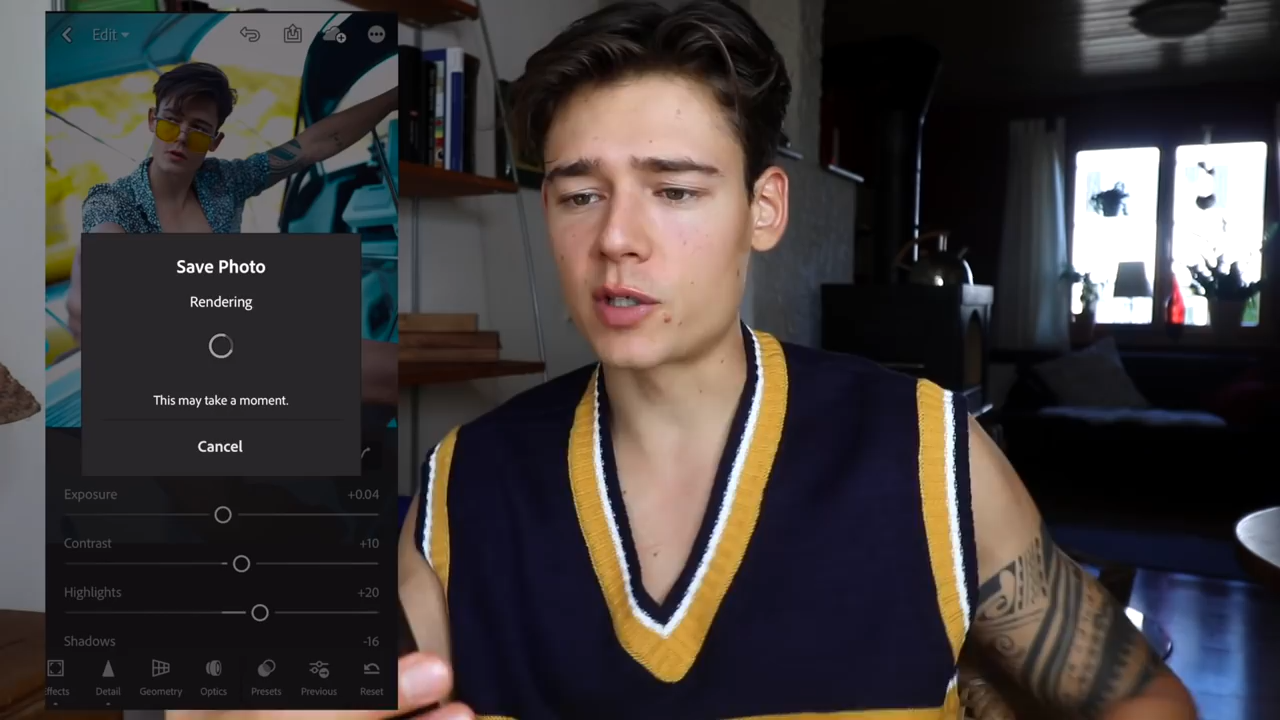 Edit
Save Photo
Rendering
This may take a moment.
Cancel
Exposure +0.04
Contrast +10
Highlights +20
Shadows -16
ffects Detail Geometry Optics Presets Previous Reset